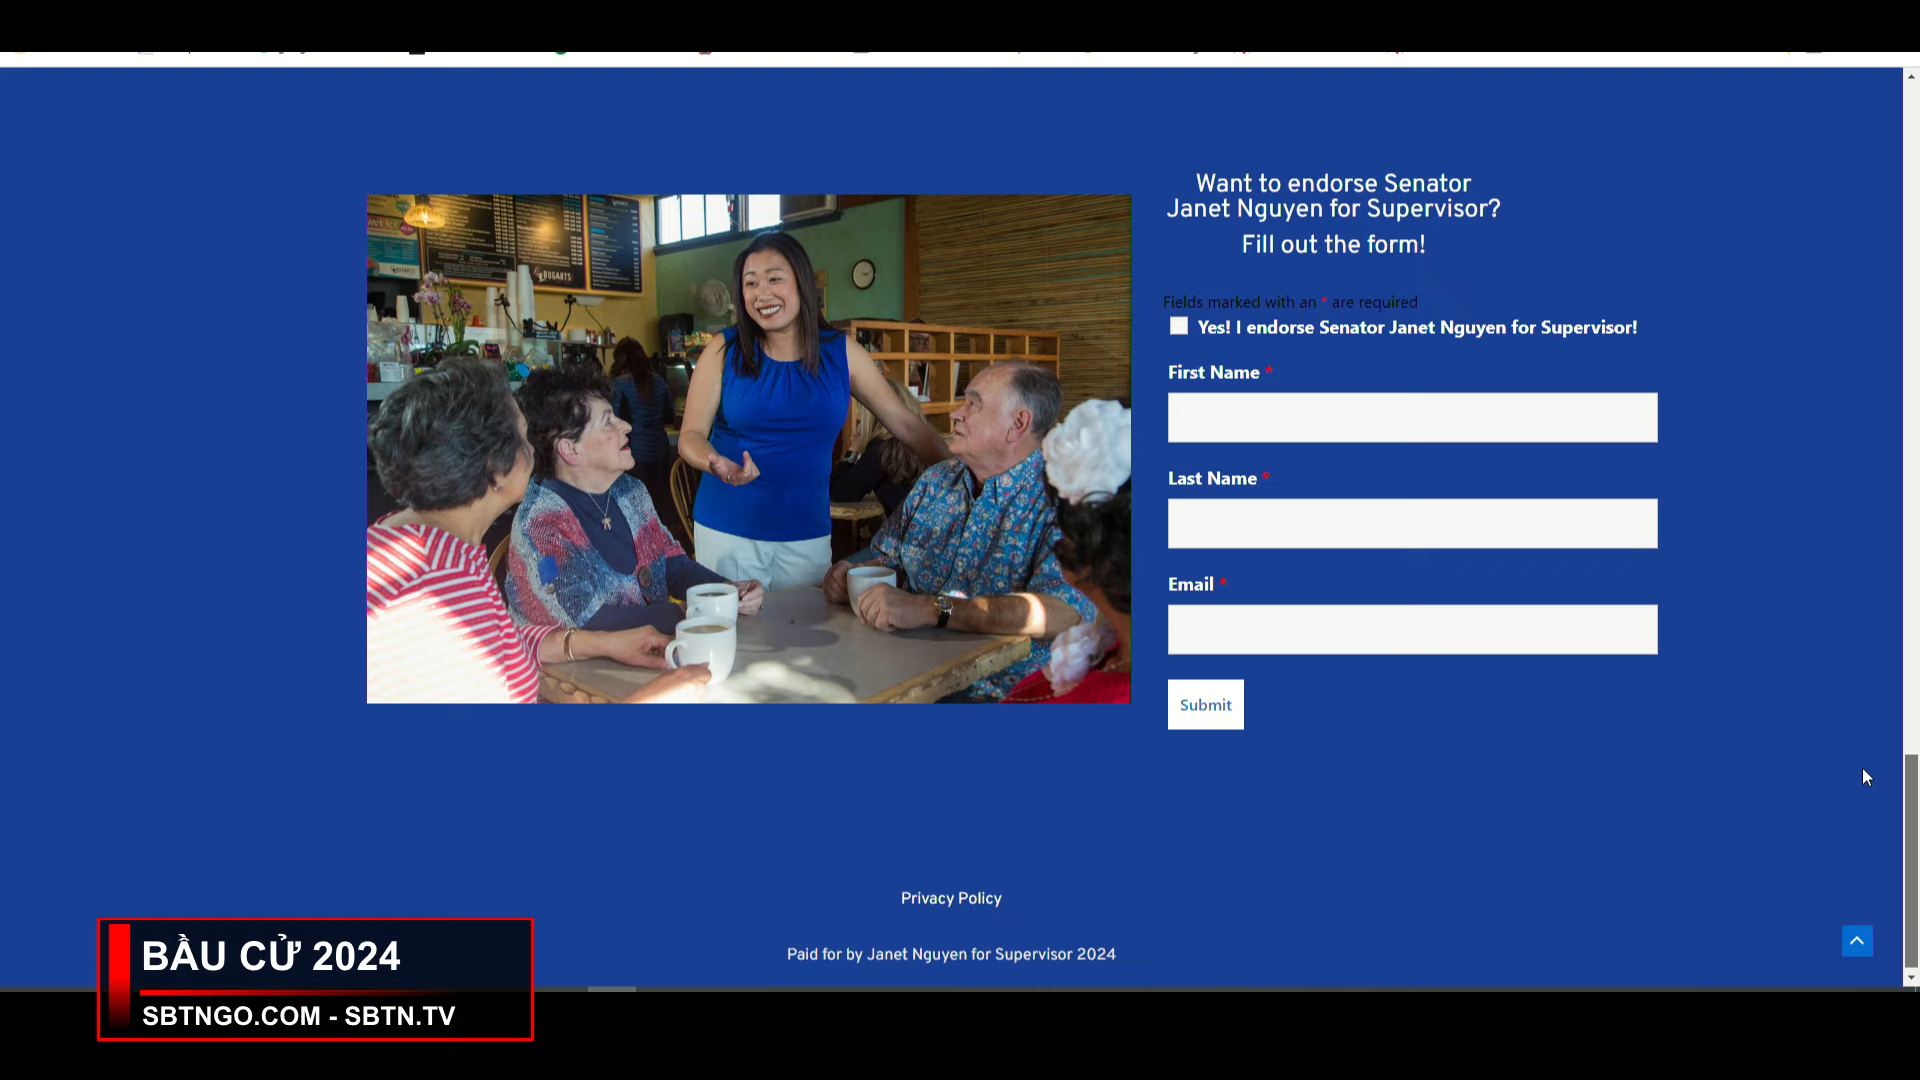 BOGARTS
Want to endorse Senator
Janet Nguyen for Supervisor?
Fill out the form!
Fields marked with an * are required
Yes! I endorse Senator Janet Nguyen for Supervisor!
First Name *
Last Name *
Email *
Submit
Privacy Policy
Paid for by Janet Nguyen for Supervisor 2024
BẦU CỬ 2024
SBTNGO.COM - SBTN.TV